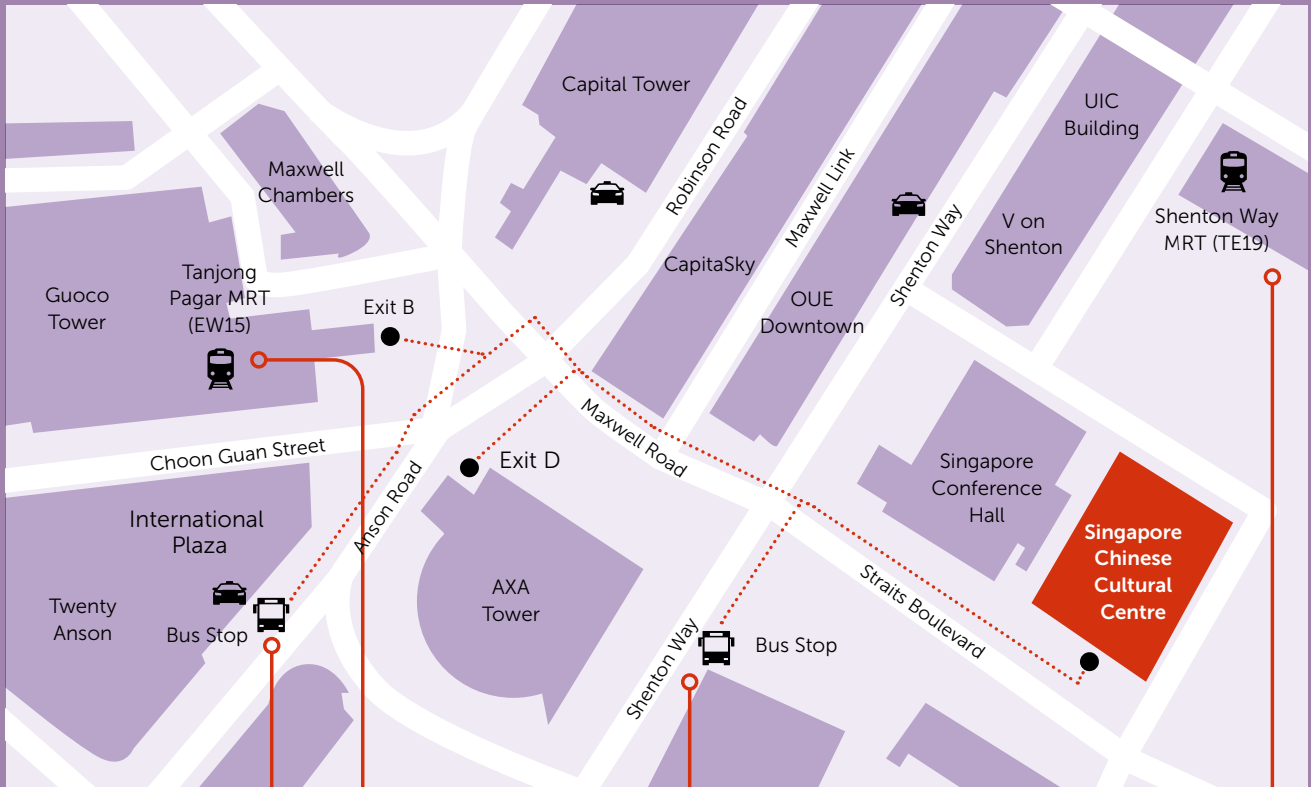 Capital Tower
UIC
Building
Robinson Road
Maxwell
Chambers
Maxwell Link
V on
Shenton
Shenton Way
MRT (TE19)
Shenton Way
CapitaSky
Tanjong
Pagar MRT
(EW15)
Guoco
Tower
Exit B
OUE
Downtown
Maxwell Road
Choon Guan Street
Exit D
Anson Road
Singapore
Conference
Hall
International
Plaza
Singapore
Chinese
Cultural
Centre
AXA
Tower
Straits Boulevard
Twenty
Anson
Bus Stop
Shenton Way
Bus Stop